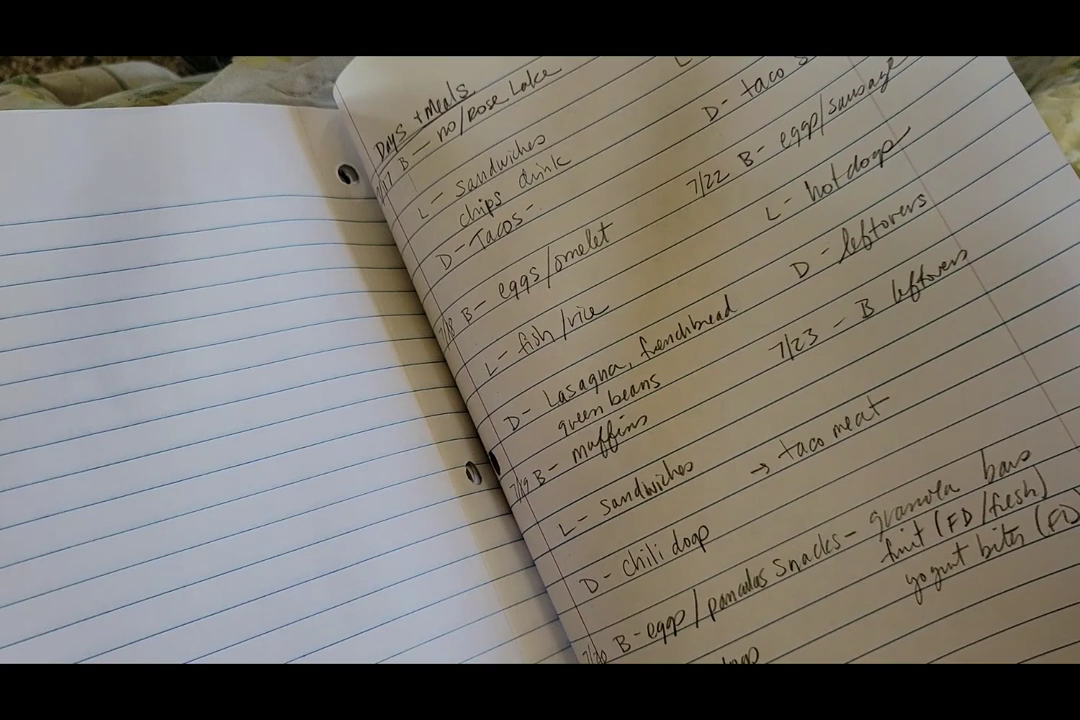 Days + Meals
7/17 B - no/Rose Lake
L - sandwiches
chips drink
D - Tacos -
7/18 B - eggs/omelet
L - fish/rice
D - Lasagna, frenchbread
green beans
7/19 B - muffins
L - sandwiches
D - chili dogs
7/20 B - eggs/pancakes
L -
D - taco s
7/22 B - eggs/sausage
L - hot dogs
D - leftovers
7/23 - B leftovers
→ taco meat
Snacks - granola bars
fruit (FD/fresh)
yogurt bites (FD)